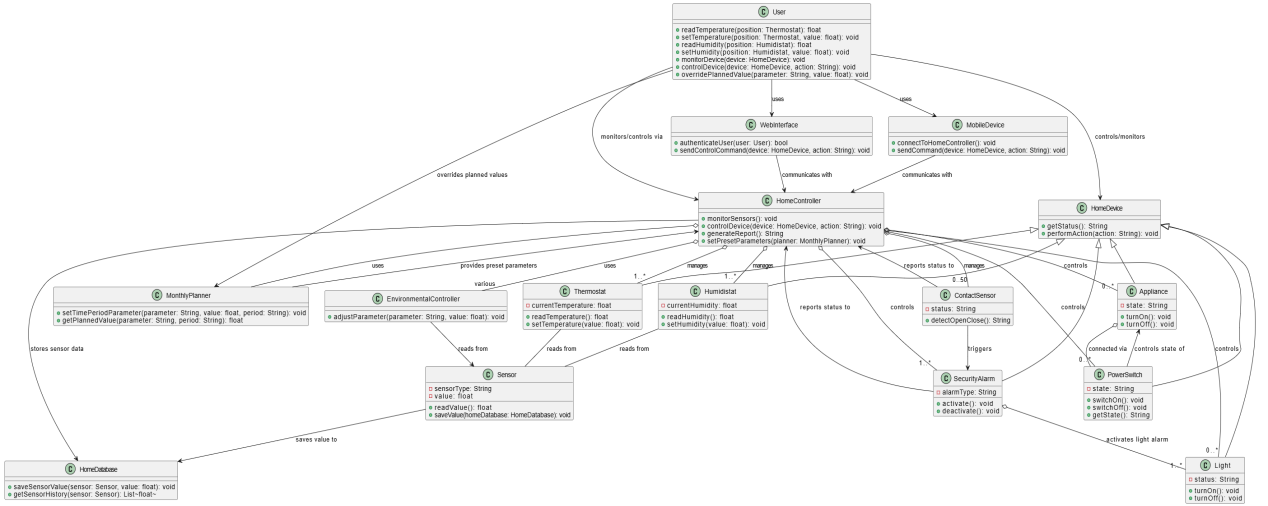 C User
readTemperature(position: Thermostat): float
setTemperature(position: Thermostat, value: float): void
readHumidity(position: Humidistat): float
setHumidity(position: Humidistat, value: float): void
monitorDevice(device: HomeDevice): void
controlDevice(device: HomeDevice, action: String): void
overridePlannedValue(parameter: String, value: float): void
uses
uses
C WebInterface
authenticateUser(user: User): bool
sendControlCommand(device: HomeDevice, action: String): void
C MobileDevice
connectToHomeController(): void
sendCommand(device: HomeDevice, action: String): void
monitors/controls via
controls/monitors
overrides planned values
communicates with
communicates with
C HomeController
monitorSensors(): void
controlDevice(device: HomeDevice, action: String): void
generateReport(): String
setPresetParameters(planner: MonthlyPlanner): void
C HomeDevice
getStatus(): String
performAction(action: String): void
uses
provides preset parameters
uses
various
manages
1..*
manages
1..*
reports status to
manages
0..50
controls
0..*
C MonthlyPlanner
setTimePeriodParameter(parameter: String, value: float, period: String): void
getPlannedValue(parameter: String, period: String): float
C EnvironmentalController
adjustParameter(parameter: String, value: float): void
C Thermostat
currentTemperature: float
readTemperature(): float
setTemperature(value: float): void
C Humidistat
currentHumidity: float
readHumidity(): float
setHumidity(value: float): void
C ContactSensor
status: String
detectOpenClose(): String
C Appliance
state: String
turnOn(): void
turnOff(): void
reports status to
controls
controls
stores sensor data
reads from
reads from
reads from
triggers
connected via
controls state of
controls
1..*
0..*
C Sensor
sensorType: String
value: float
readValue(): float
saveValue(homeDatabase: HomeDatabase): void
C SecurityAlarm
alarmType: String
activate(): void
deactivate(): void
C PowerSwitch
state: String
switchOn(): void
switchOff(): void
getState(): String
saves value to
activates light alarm
0..*
1..*
C HomeDatabase
saveSensorValue(sensor: Sensor, value: float): void
getSensorHistory(sensor: Sensor): List~float~
C Light
status: String
turnOn(): void
turnOff(): void